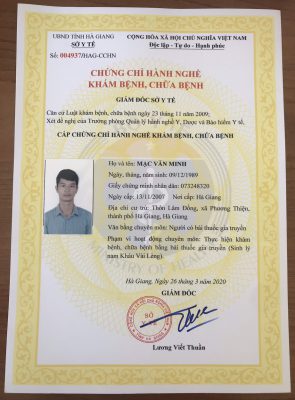 UBND TỈNH HÀ GIANG
SỞ Y TẾ
CỘNG HÒA XÃ HỘI CHỦ NGHĨA VIỆT NAM
Độc lập - Tự do - Hạnh phúc
Số: 004937/HAG-CCHN
CHỨNG CHỈ HÀNH NGHỀ
KHÁM BỆNH, CHỮA BỆNH
GIÁM ĐỐC SỞ Y TẾ
Căn cứ Luật khám bệnh, chữa bệnh ngày 23 tháng 11 năm 2009;
Xét đề nghị của Trưởng phòng Quản lý hành nghề Y, Dược và Bảo hiểm Y tế,
CẤP CHỨNG CHỈ HÀNH NGHỀ KHÁM BỆNH, CHỮA BỆNH
Họ và tên: MẠC VĂN MINH
Ngày, tháng, năm sinh: 09/12/1989
Giấy chứng minh nhân dân: 073248320
Ngày cấp: 13/11/2007 Nơi cấp: Hà Giang
Địa chỉ cư trú: Thôn Lâm Đồng, xã Phương Thiện,
thành phố Hà Giang, Hà Giang
Văn bằng chuyên môn: Người có bài thuốc gia truyền
Phạm vi hoạt động chuyên môn: Thực hiện khám
bệnh, chữa bệnh bằng bài thuốc gia truyền (Sinh lý
nam Khâu Vài Lèng).
Hà Giang, ngày 26 tháng 3 năm 2020
GIÁM ĐỐC
SỞ
Lương Viết Thuần